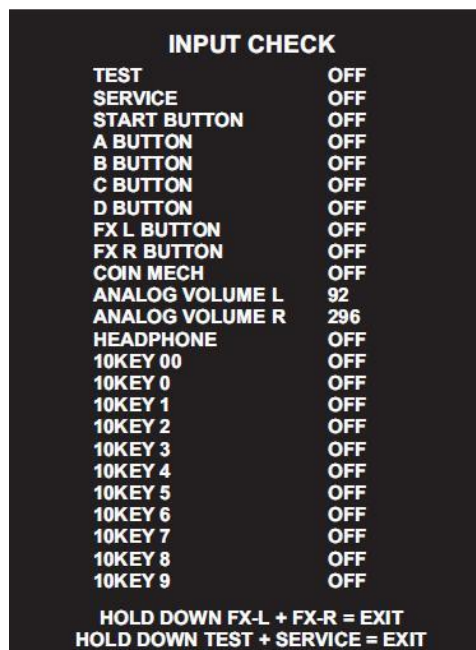 INPUT CHECK
TEST OFF
SERVICE OFF
START BUTTON OFF
A BUTTON OFF
B BUTTON OFF
C BUTTON OFF
D BUTTON OFF
FX L BUTTON OFF
FX R BUTTON OFF
COIN MECH OFF
ANALOG VOLUME L 92
ANALOG VOLUME R 296
HEADPHONE OFF
10KEY 00 OFF
10KEY 0 OFF
10KEY 1 OFF
10KEY 2 OFF
10KEY 3 OFF
10KEY 4 OFF
10KEY 5 OFF
10KEY 6 OFF
10KEY 7 OFF
10KEY 8 OFF
10KEY 9 OFF
HOLD DOWN FX-L + FX-R = EXIT
HOLD DOWN TEST + SERVICE = EXIT